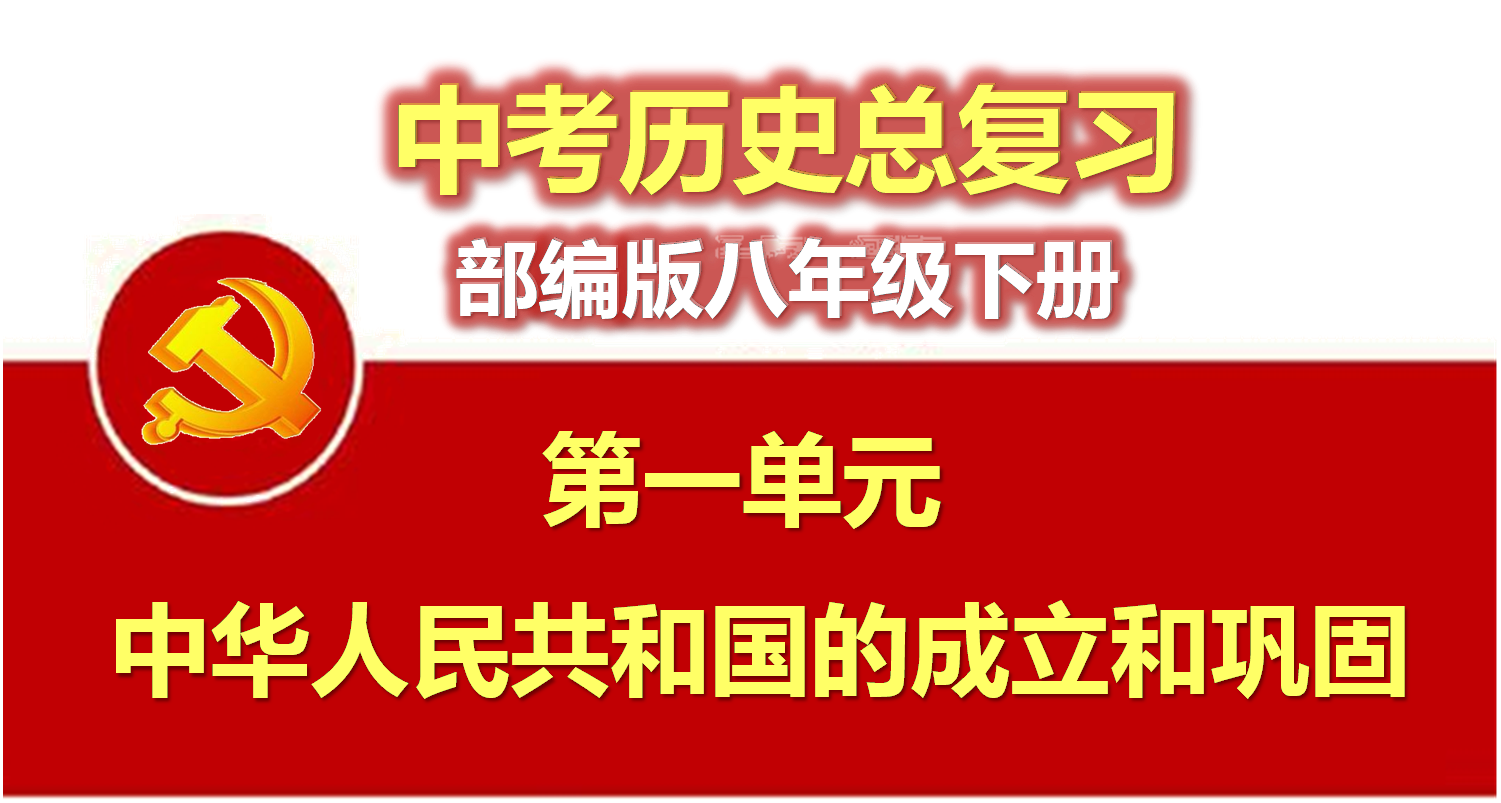 中考历史总复习
部编版八年级下册
第一单元
中华人民共和国的成立和巩固